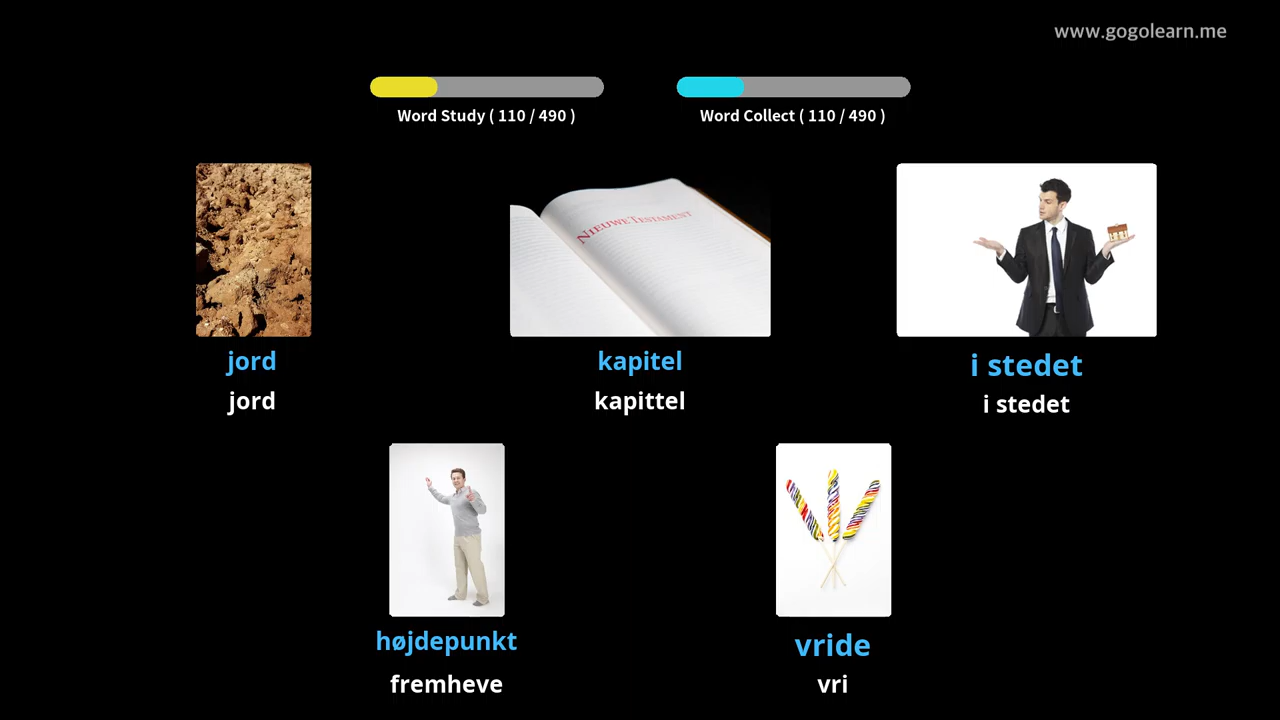 www.gogolearn.me
Word Study ( 110 / 490 )
Word Collect ( 110 / 490 )
NIEUWE TESTAMENT
jord
jord
kapitel
kapittel
i stedet
i stedet
højdepunkt
fremheve
vride
vri